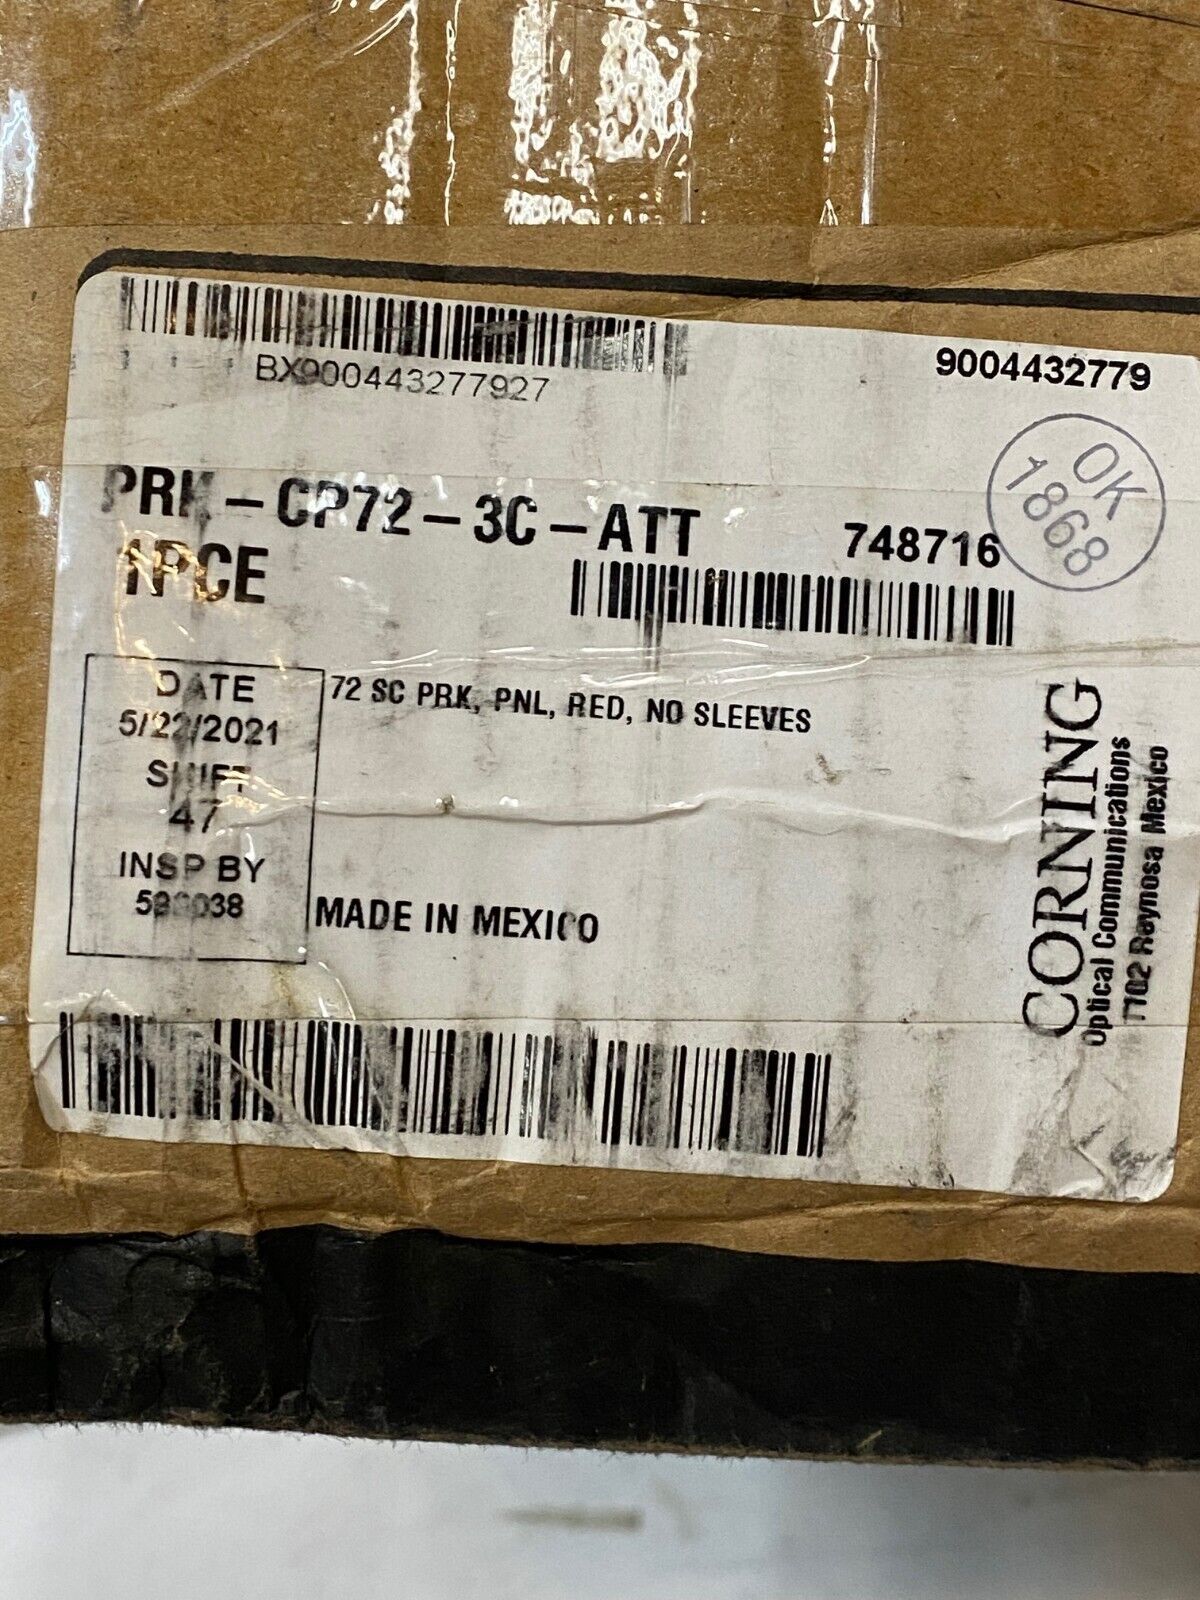 BX900443277927
9004432779
OK
1868
PRK-CP72-3C-ATT
748716
1PCE
DATE
5/22/2021
SHIFT
47
INSP BY
72 SC PRK, PNL, RED, NO SLEEVES
MADE IN MEXICO
CORNING
Optical Communications
Reynosa Mexico